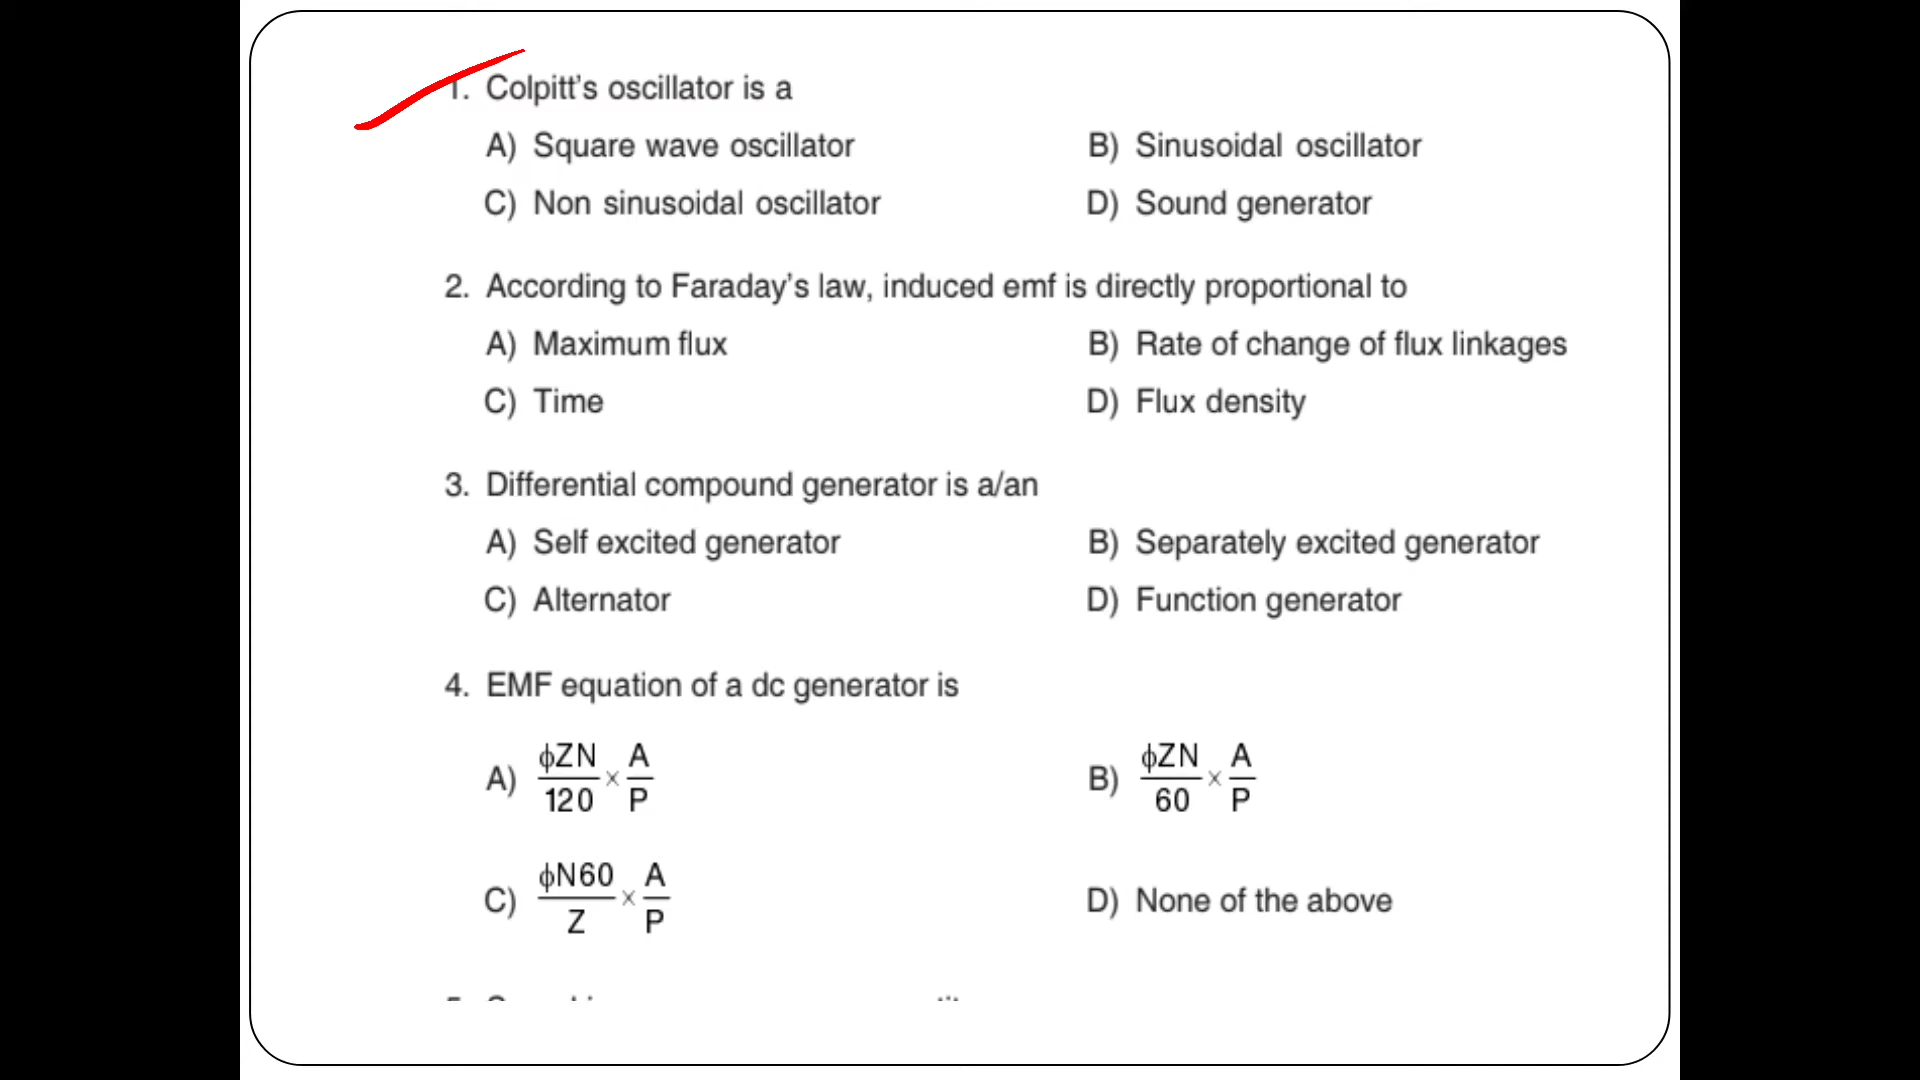 1. Colpitt's oscillator is a
A) Square wave oscillator B) Sinusoidal oscillator
C) Non sinusoidal oscillator D) Sound generator
2. According to Faraday's law, induced emf is directly proportional to
A) Maximum flux B) Rate of change of flux linkages
C) Time D) Flux density
3. Differential compound generator is a/an
A) Self excited generator B) Separately excited generator
C) Alternator D) Function generator
4. EMF equation of a dc generator is
A) ϕZN/120 × A/P B) ϕZN/60 × A/P
C) ϕN60/Z × A/P D) None of the above